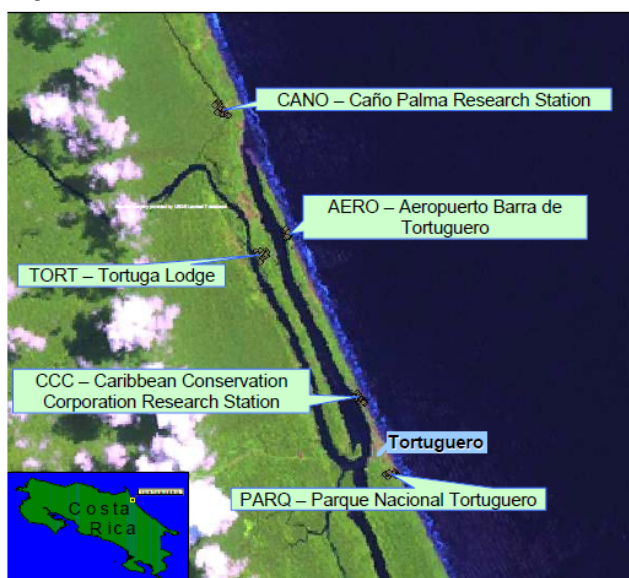 CANO – Caño Palma Research Station
AERO – Aeropuerto Barra de
Tortuguero
TORT – Tortuga Lodge
CCC – Caribbean Conservation
Corporation Research Station
Tortuguero
PARQ – Parque Nacional Tortuguero
Costa
Rica